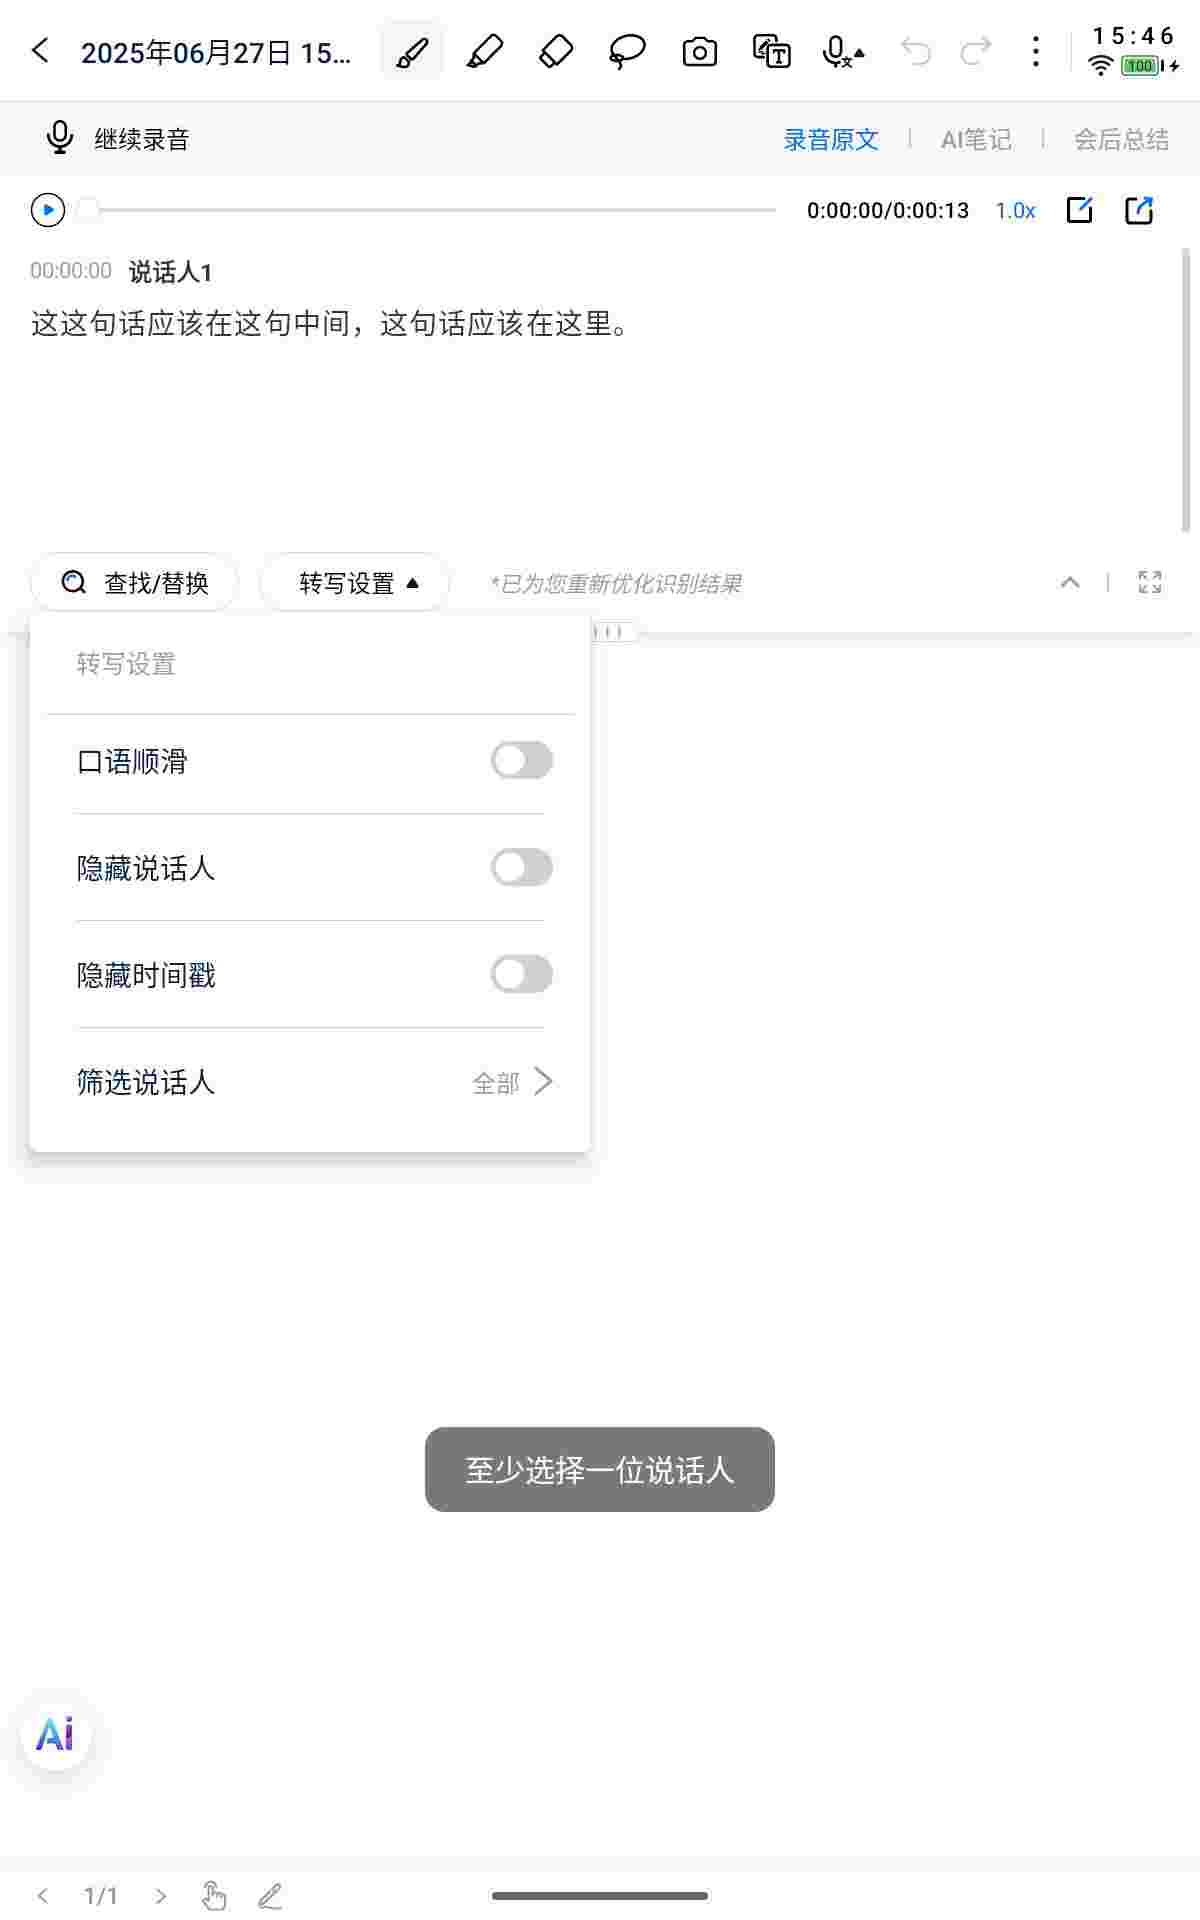 2025年06月27日 15...
15:46
100
继续录音
录音原文 | AI笔记 | 会后总结
0:00:00/0:00:13 1.0x
00:00:00 说话人1
这这句话应该在这句中间，这句话应该在这里。
查找/替换 转写设置 *已为您重新优化识别结果
转写设置
口语顺滑
隐藏说话人
隐藏时间戳
筛选说话人 全部
至少选择一位说话人
Ai
1/1